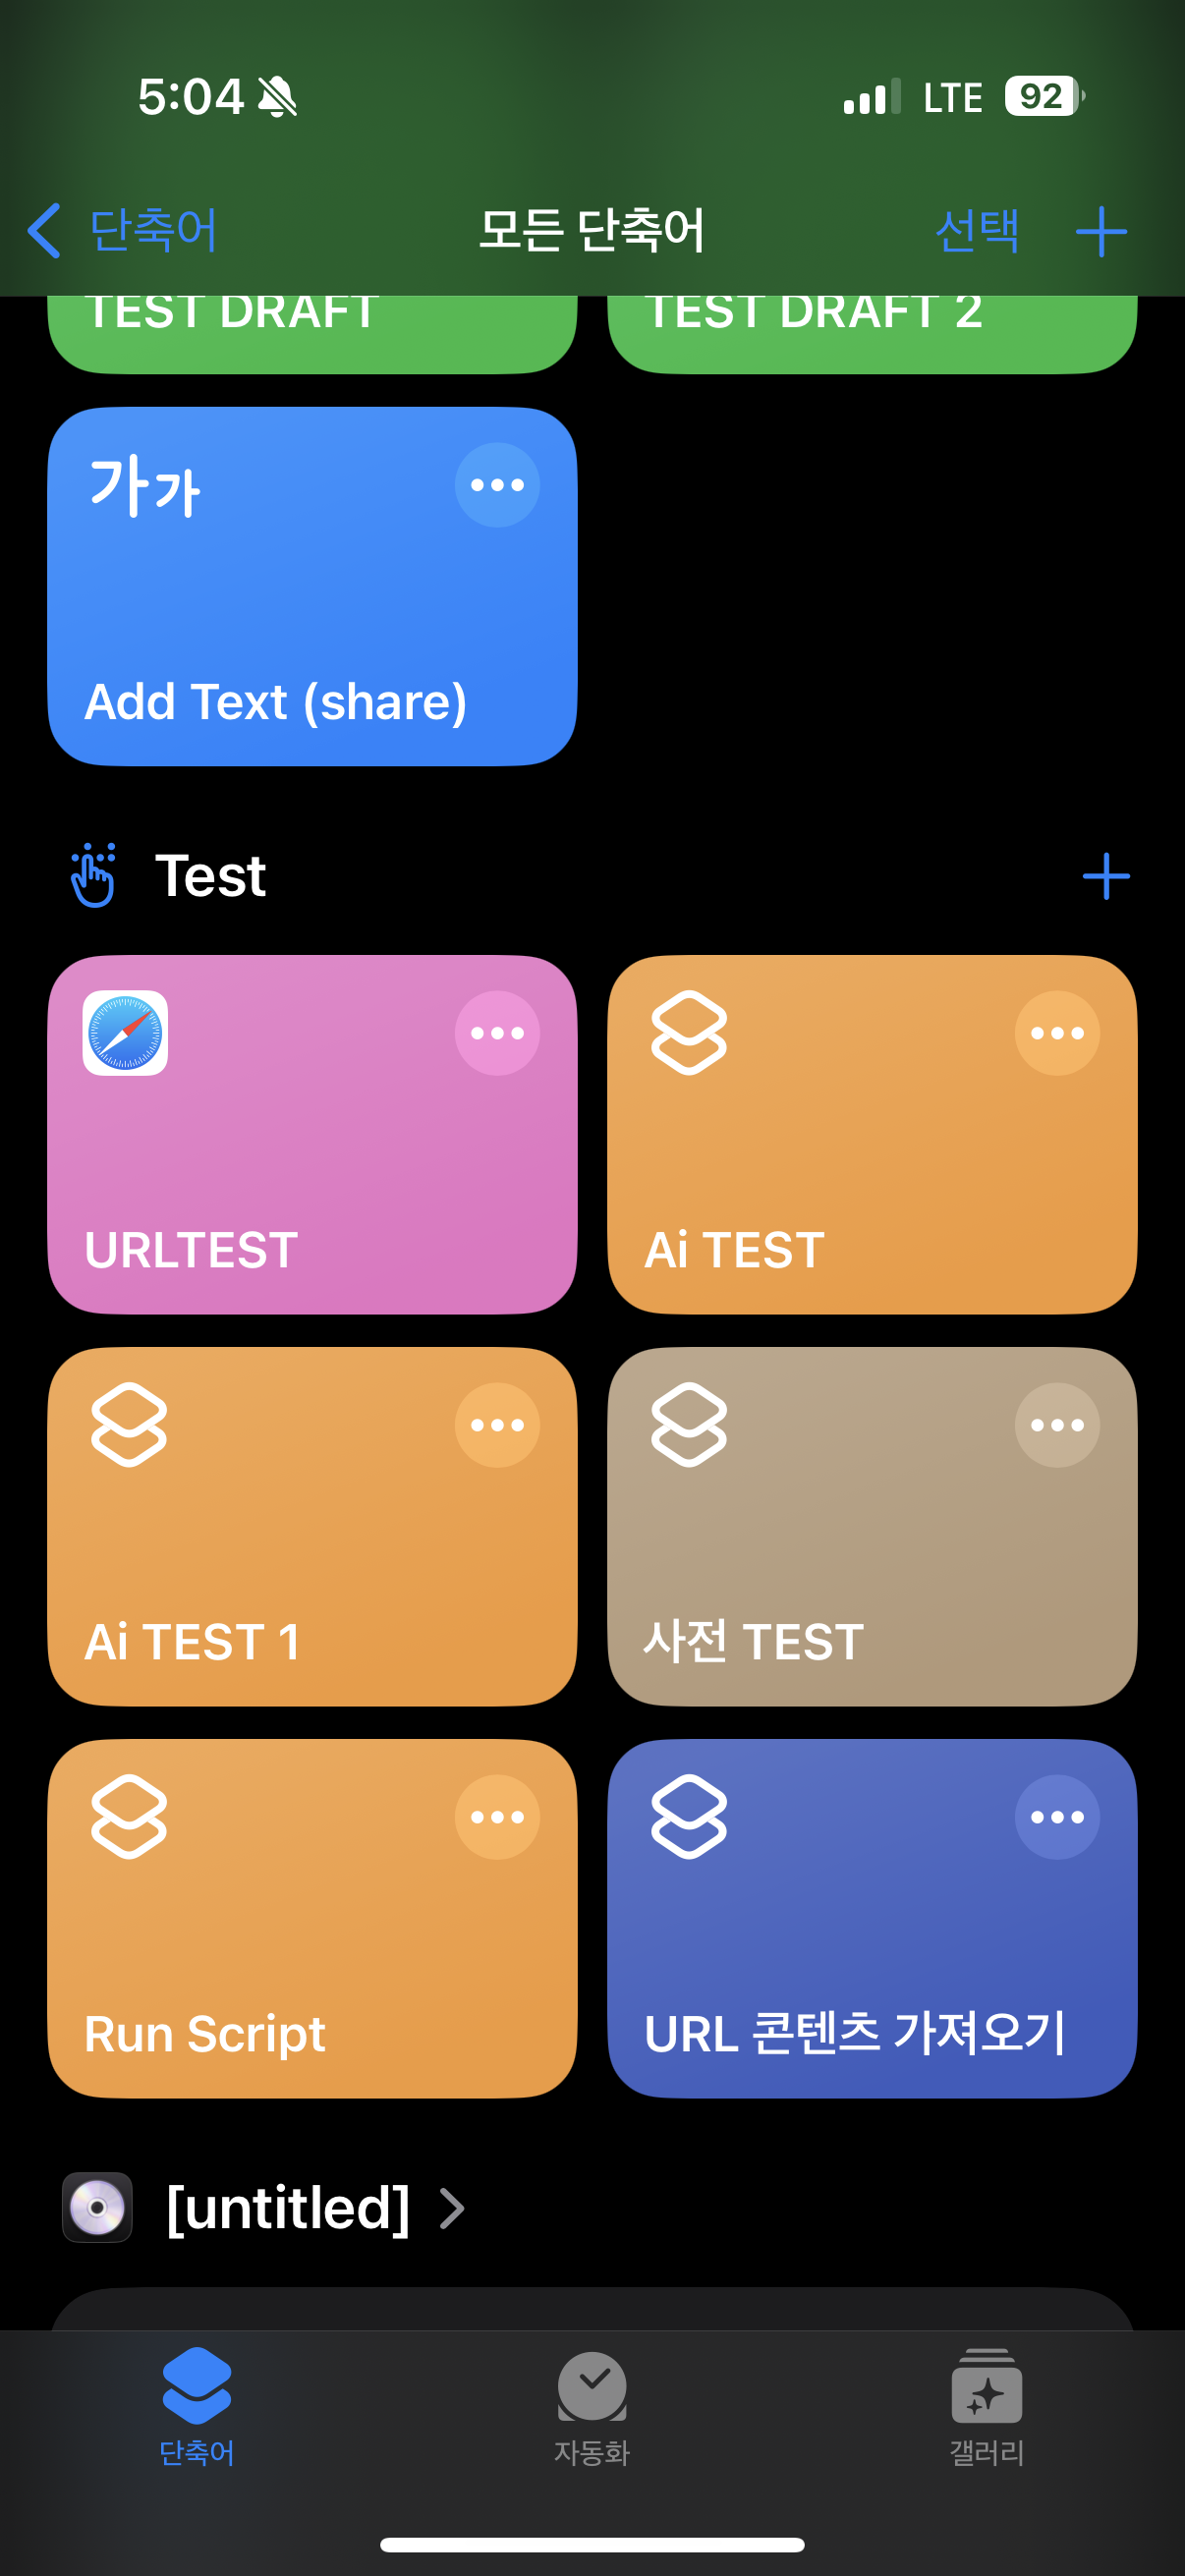 5:04 LTE 92
단축어 모든 단축어 선택
TEST DRAFT TEST DRAFT 2
가가
Add Text (share)
Test
URLTEST Ai TEST
Ai TEST 1 사전 TEST
Run Script URL 콘텐츠 가져오기
[untitled]
단축어 자동화 갤러리